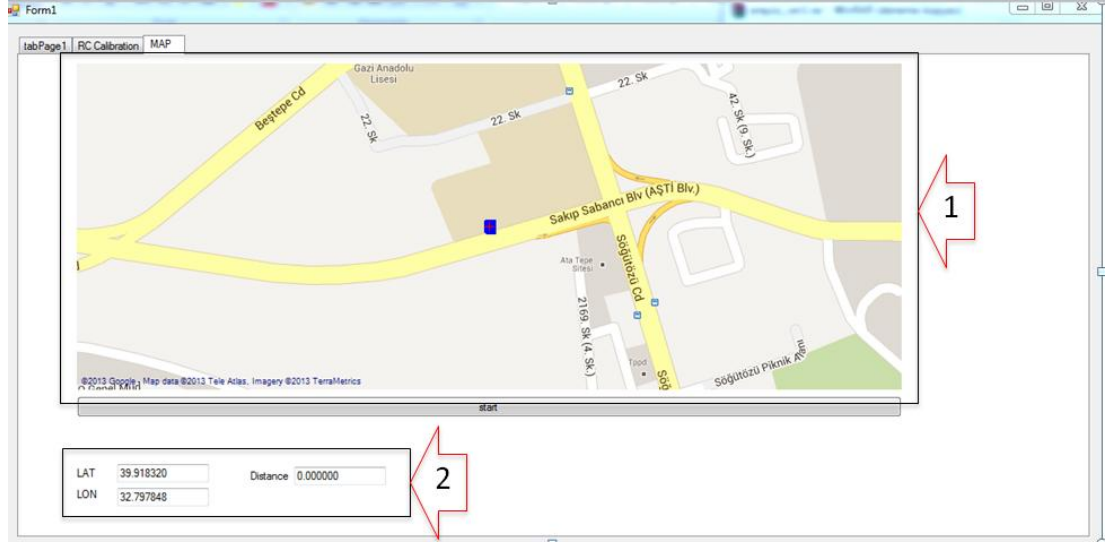 Form1
tabPage1 RC Calibration MAP
Gazi Anadolu
Lisesi
Beştepe Cd
22. Sk
22. Sk
22. Sk
42. Sk (9. Sk.)
Sakıp Sabancı Blv (AŞTİ Blv.)
1
Ata Tepe
Sitesi
Söğütözü Cd
2169. Sk (4. Sk.)
Tppd
Söğütözü Piknik Alanı
©2013 Google - Map data ©2013 Tele Atlas, Imagery ©2013 TerraMetrics
start
LAT 39.918320 Distance 0.000000
LON 32.797848
2